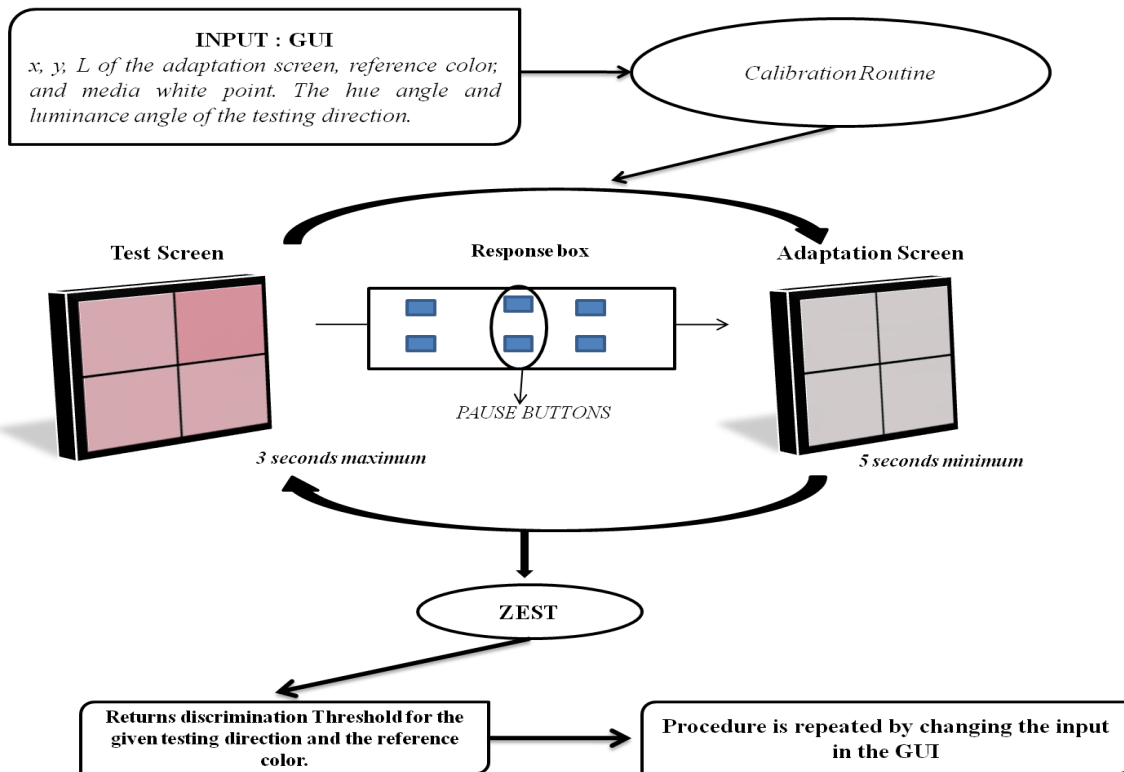 INPUT : GUI
x, y, L of the adaptation screen, reference color,
and media white point. The hue angle and
luminance angle of the testing direction.
Calibration Routine
Test Screen
Response box
Adaptation Screen
PAUSE BUTTONS
3 seconds maximum
5 seconds minimum
ZEST
Returns discrimination Threshold for the
given testing direction and the reference
color.
Procedure is repeated by changing the input
in the GUI